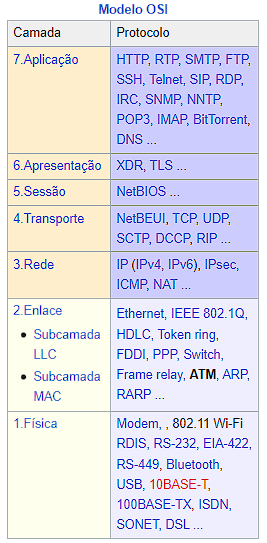 Modelo OSI
Camada Protocolo
7.Aplicação HTTP, RTP, SMTP, FTP,
SSH, Telnet, SIP, RDP,
IRC, SNMP, NNTP,
POP3, IMAP, BitTorrent,
DNS ...
6.Apresentação XDR, TLS ...
5.Sessão NetBIOS ...
4.Transporte NetBEUI, TCP, UDP,
SCTP, DCCP, RIP ...
3.Rede IP (IPv4, IPv6), IPsec,
ICMP, NAT ...
2.Enlace
Subcamada
LLC
Subcamada
MAC
Ethernet, IEEE 802.1Q,
HDLC, Token ring,
FDDI, PPP, Switch,
Frame relay, ATM, ARP,
RARP ...
1.Física Modem, , 802.11 Wi-Fi
RDIS, RS-232, EIA-422,
RS-449, Bluetooth,
USB, 10BASE-T,
100BASE-TX, ISDN,
SONET, DSL ...